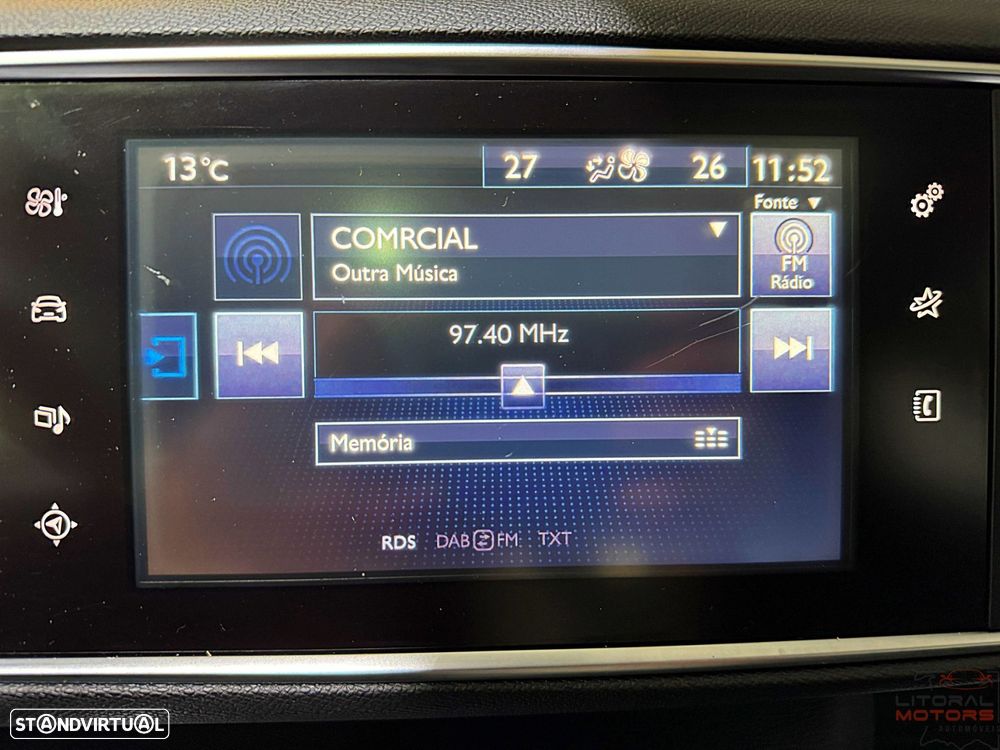 13°C
27
26
11:52
Fonte
COMRCIAL
Outra Música
FM
Rádio
97.40 MHz
Memória
RDS
DAB FM
TXT
STANDVIRTUAL
LITORAL
MOTORS
AUTOMÓVEIS